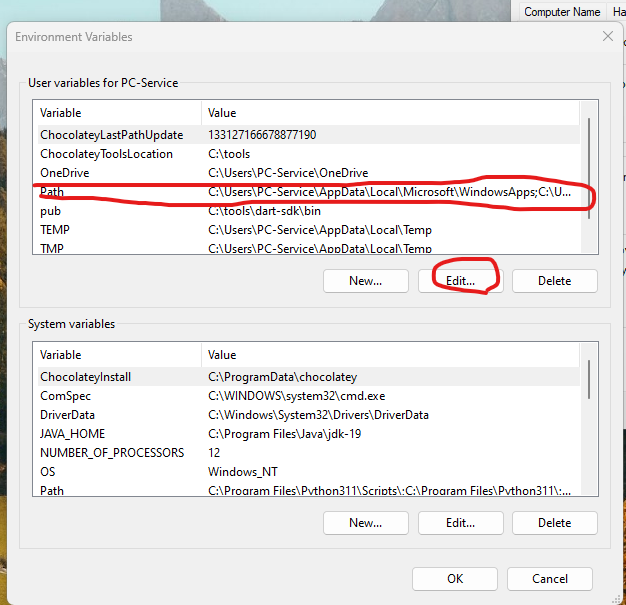 Computer Name Ha
Environment Variables
User variables for PC-Service
Variable Value
ChocolateyLastPathUpdate 133127166678877190
ChocolateyToolsLocation C:\tools
OneDrive C:\Users\PC-Service\OneDrive
Path C:\Users\PC-Service\AppData\Local\Microsoft\WindowsApps;C:\U...
pub C:\tools\dart-sdk\bin
TEMP C:\Users\PC-Service\AppData\Local\Temp
TMP C:\Users\PC-Service\AppData\Local\Temp
New... Edit... Delete
System variables
Variable Value
ChocolateyInstall C:\ProgramData\chocolatey
ComSpec C:\WINDOWS\system32\cmd.exe
DriverData C:\Windows\System32\Drivers\DriverData
JAVA_HOME C:\Program Files\Java\jdk-19
NUMBER_OF_PROCESSORS 12
OS Windows_NT
Path C:\Program Files\Python311\Scripts\;C:\Program Files\Python311\;...
New... Edit... Delete
OK Cancel